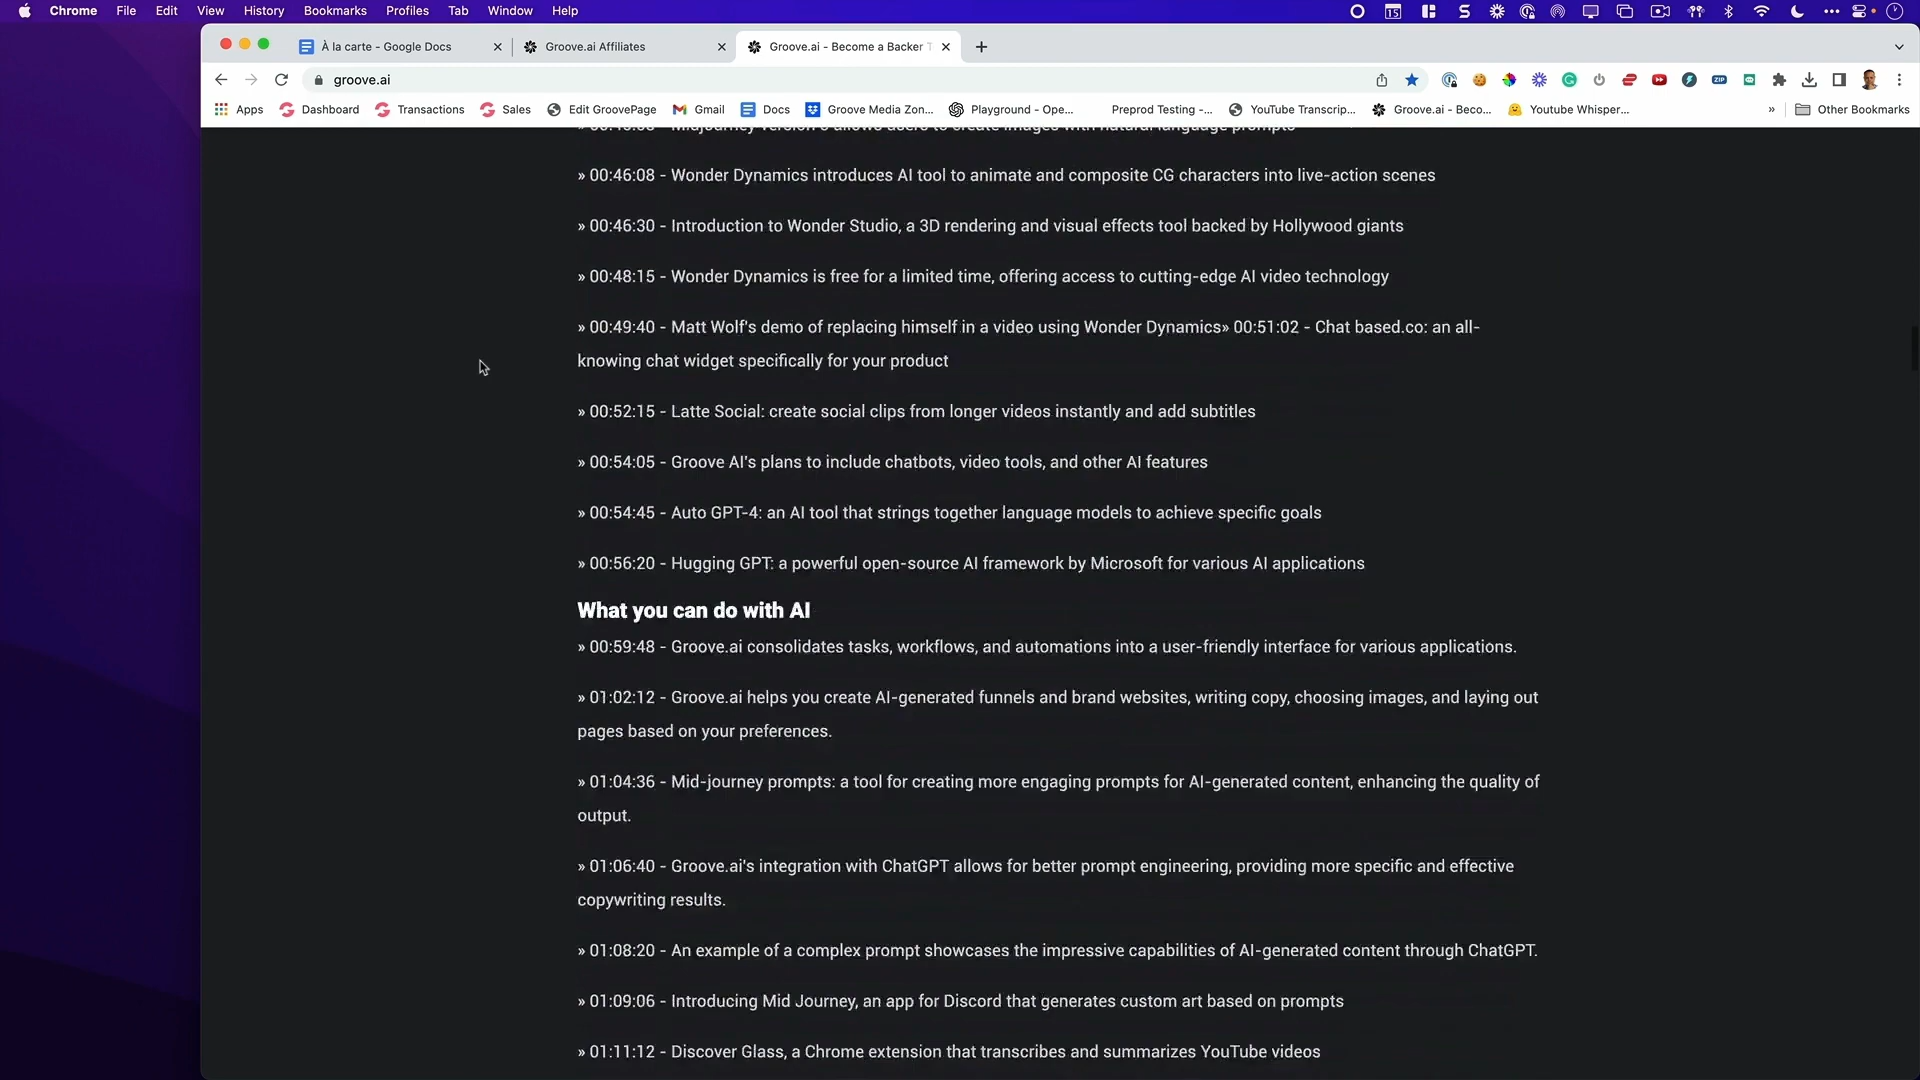 Chrome File Edit View History Bookmarks Profiles Tab Window Help
15
À la carte - Google Docs
Groove.ai Affiliates
Groove.ai - Become a Backer T
groove.ai
ZIP
Apps
Dashboard
Transactions
Sales
Edit GroovePage
Gmail
Docs
Groove Media Zon...
Playground - Ope...
Preprod Testing -...
YouTube Transcrip...
Groove.ai - Beco...
Youtube Whisper...
»
Other Bookmarks
» 00:46:08 - Wonder Dynamics introduces AI tool to animate and composite CG characters into live-action scenes
» 00:46:30 - Introduction to Wonder Studio, a 3D rendering and visual effects tool backed by Hollywood giants
» 00:48:15 - Wonder Dynamics is free for a limited time, offering access to cutting-edge AI video technology
» 00:49:40 - Matt Wolf's demo of replacing himself in a video using Wonder Dynamics» 00:51:02 - Chat based.co: an all-
knowing chat widget specifically for your product
» 00:52:15 - Latte Social: create social clips from longer videos instantly and add subtitles
» 00:54:05 - Groove AI's plans to include chatbots, video tools, and other AI features
» 00:54:45 - Auto GPT-4: an AI tool that strings together language models to achieve specific goals
» 00:56:20 - Hugging GPT: a powerful open-source AI framework by Microsoft for various AI applications
What you can do with AI
» 00:59:48 - Groove.ai consolidates tasks, workflows, and automations into a user-friendly interface for various applications.
» 01:02:12 - Groove.ai helps you create AI-generated funnels and brand websites, writing copy, choosing images, and laying out
pages based on your preferences.
» 01:04:36 - Mid-journey prompts: a tool for creating more engaging prompts for AI-generated content, enhancing the quality of
output.
» 01:06:40 - Groove.ai's integration with ChatGPT allows for better prompt engineering, providing more specific and effective
copywriting results.
» 01:08:20 - An example of a complex prompt showcases the impressive capabilities of AI-generated content through ChatGPT.
» 01:09:06 - Introducing Mid Journey, an app for Discord that generates custom art based on prompts
» 01:11:12 - Discover Glass, a Chrome extension that transcribes and summarizes YouTube videos